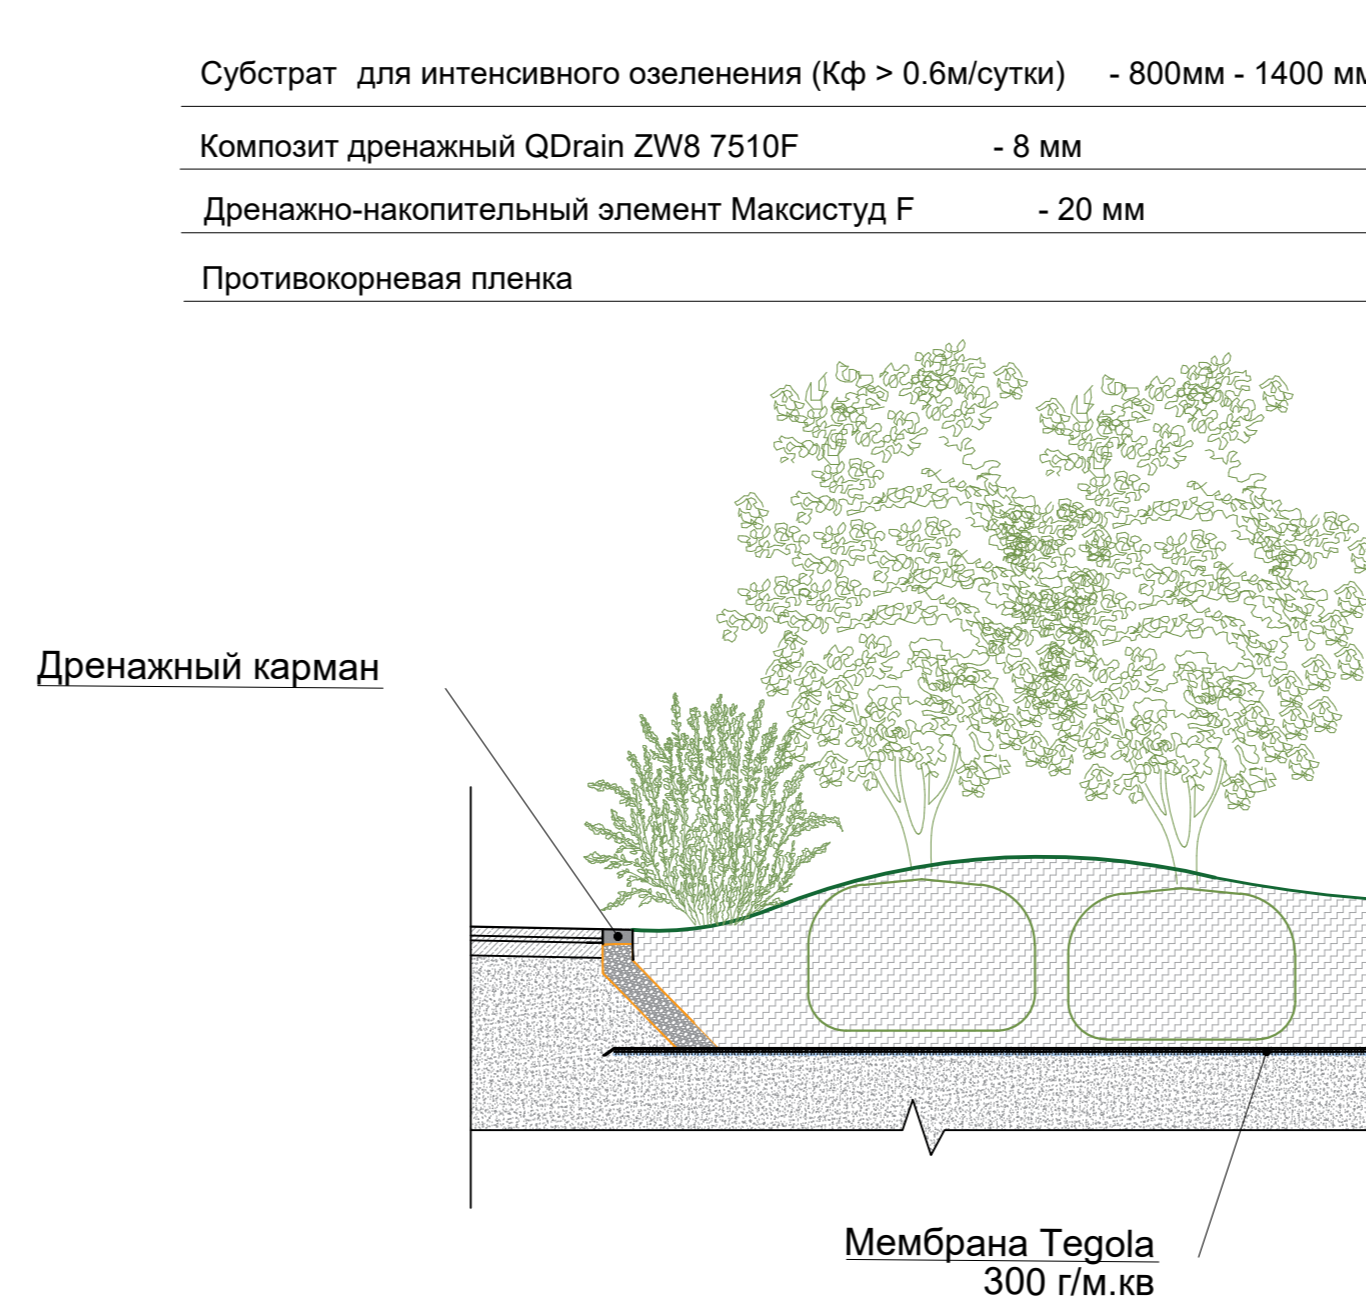 Субстрат для интенсивного озеленения (Кф > 0.6м/сутки) - 800мм - 1400 мм
Композит дренажный QDrain ZW8 7510F - 8 мм
Дренажно-накопительный элемент Максистуд F - 20 мм
Противокорневая пленка
Дренажный карман
Мембрана Tegola
300 г/м.кв